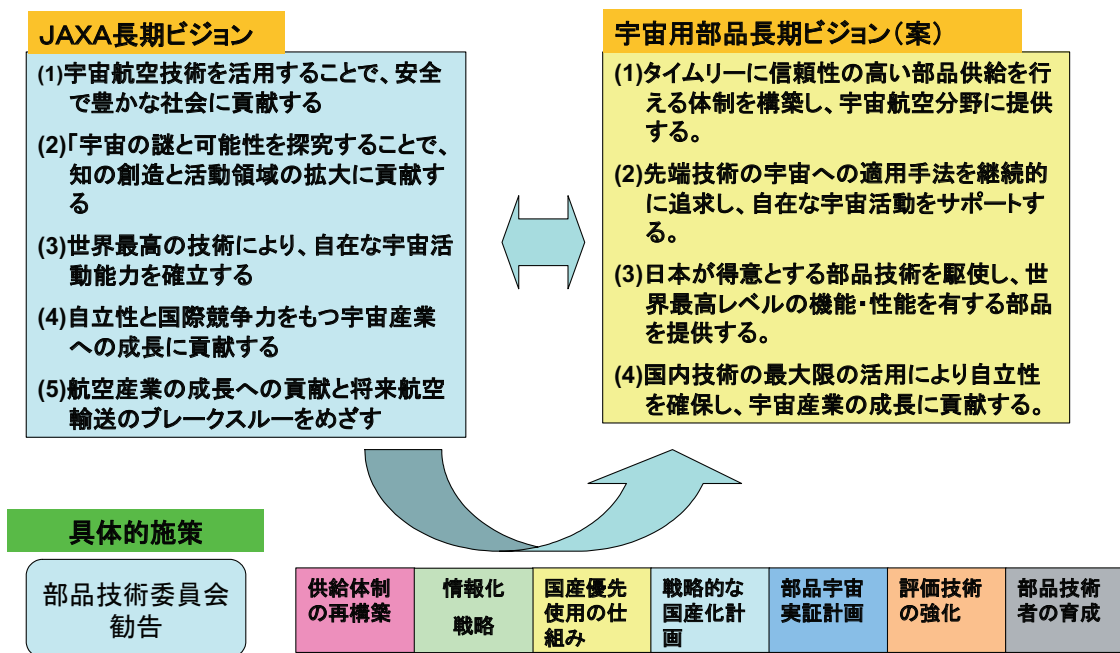 JAXA長期ビジョン
(1)宇宙航空技術を活用することで、安全
で豊かな社会に貢献する
(2)「宇宙の謎と可能性を探究することで、
知の創造と活動領域の拡大に貢献す
る
(3)世界最高の技術により、自在な宇宙活
動能力を確立する
(4)自立性と国際競争力をもつ宇宙産業
への成長に貢献する
(5)航空産業の成長への貢献と将来航空
輸送のブレークスルーをめざす
宇宙用部品長期ビジョン(案)
(1)タイムリーに信頼性の高い部品供給を行
える体制を構築し、宇宙航空分野に提供
する。
(2)先端技術の宇宙への適用手法を継続的
に追求し、自在な宇宙活動をサポートす
る。
(3)日本が得意とする部品技術を駆使し、世
界最高レベルの機能・性能を有する部品
を提供する。
(4)国内技術の最大限の活用により自立性
を確保し、宇宙産業の成長に貢献する。
具体的施策
部品技術委員会
勧告
供給体制
の再構築
情報化
戦略
国産優先
使用の仕
組み
戦略的な
国産化計
画
部品宇宙
実証計画
評価技術
の強化
部品技術
者の育成